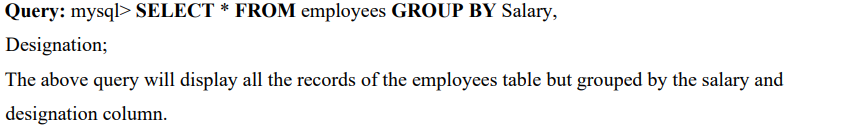 Query: mysql> SELECT * FROM employees GROUP BY Salary,
Designation;
The above query will display all the records of the employees table but grouped by the salary and
designation column.